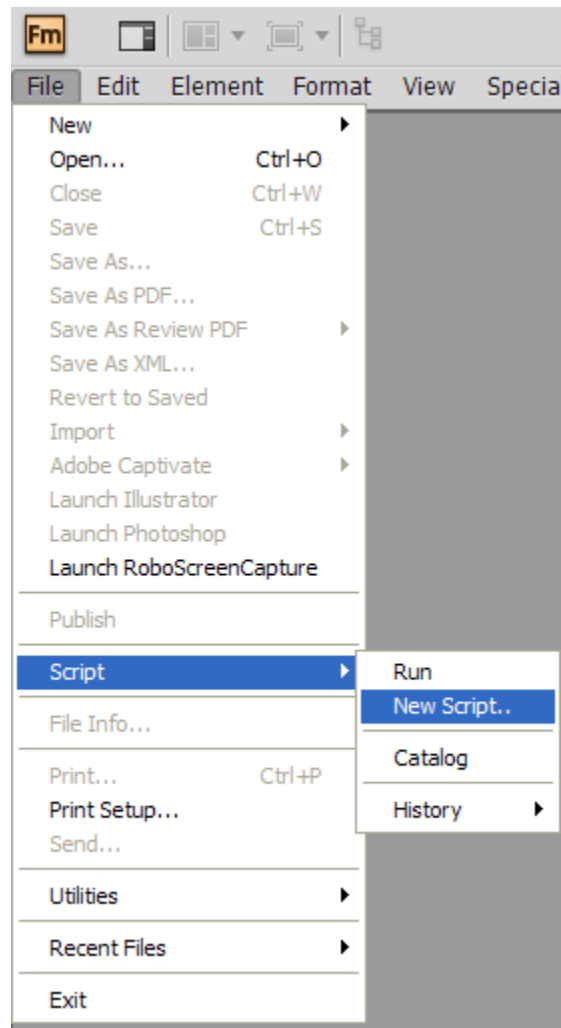 Fm
File Edit Element Format View Specia
New
Open... Ctrl+O
Close Ctrl+W
Save Ctrl+S
Save As...
Save As PDF...
Save As Review PDF
Save As XML...
Revert to Saved
Import
Adobe Captivate
Launch Illustrator
Launch Photoshop
Launch RoboScreenCapture
Publish
Script
Run
New Script..
File Info...
Catalog
Print... Ctrl+P
Print Setup...
History
Send...
Utilities
Recent Files
Exit